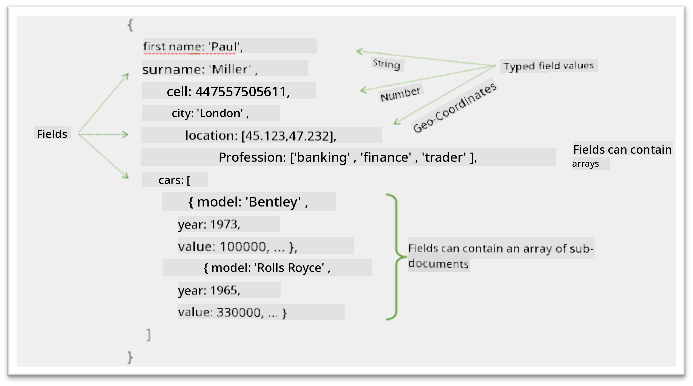 {
first name: 'Paul',
surname: 'Miller' ,
cell: 447557505611,
city: 'London' ,
location: [45.123,47.232],
Profession: ['banking' , 'finance' , 'trader' ],
cars: [
{ model: 'Bentley' ,
year: 1973,
value: 100000, ... },
{ model: 'Rolls Royce' ,
year: 1965,
value: 330000, ... }
]
}
Fields
String
Number
Geo-Coordinates
Typed field values
Fields can contain
arrays
Fields can contain an array of sub-
documents